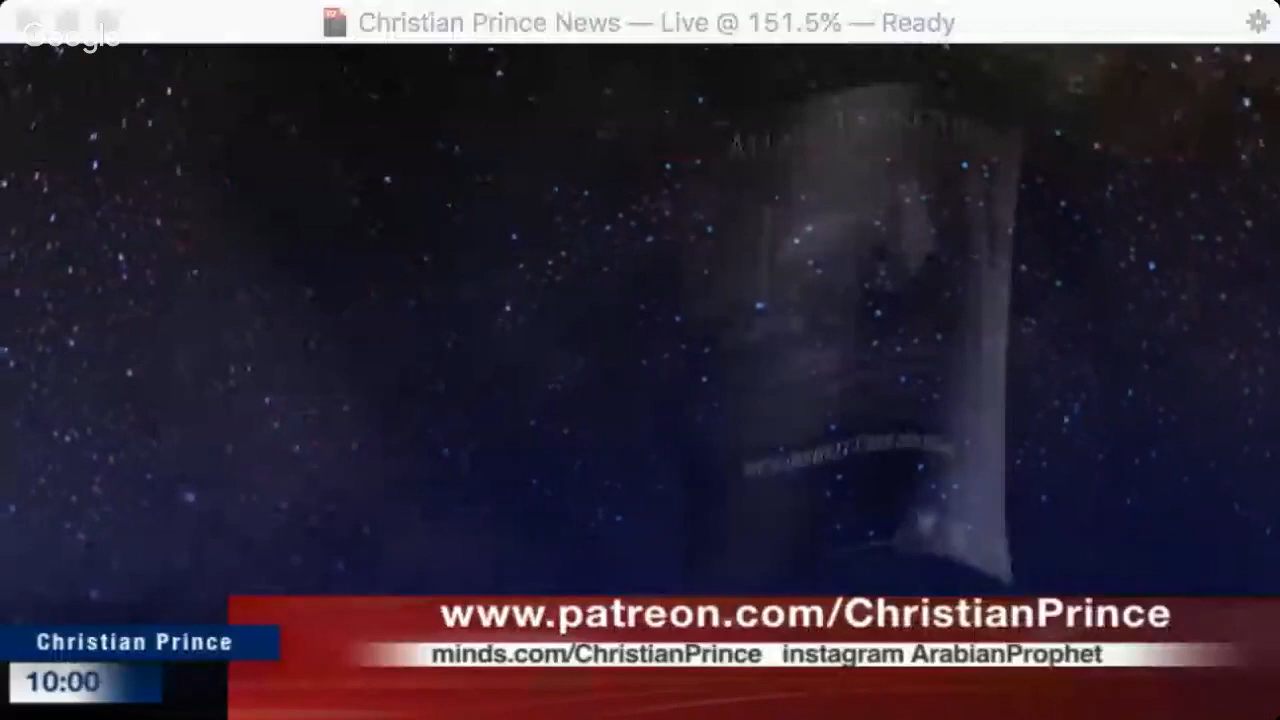 Christian Prince News — Live @ 151.5% — Ready
Google
www.patreon.com/ChristianPrince
Christian Prince
minds.com/ChristianPrince instagram ArabianProphet
10:00